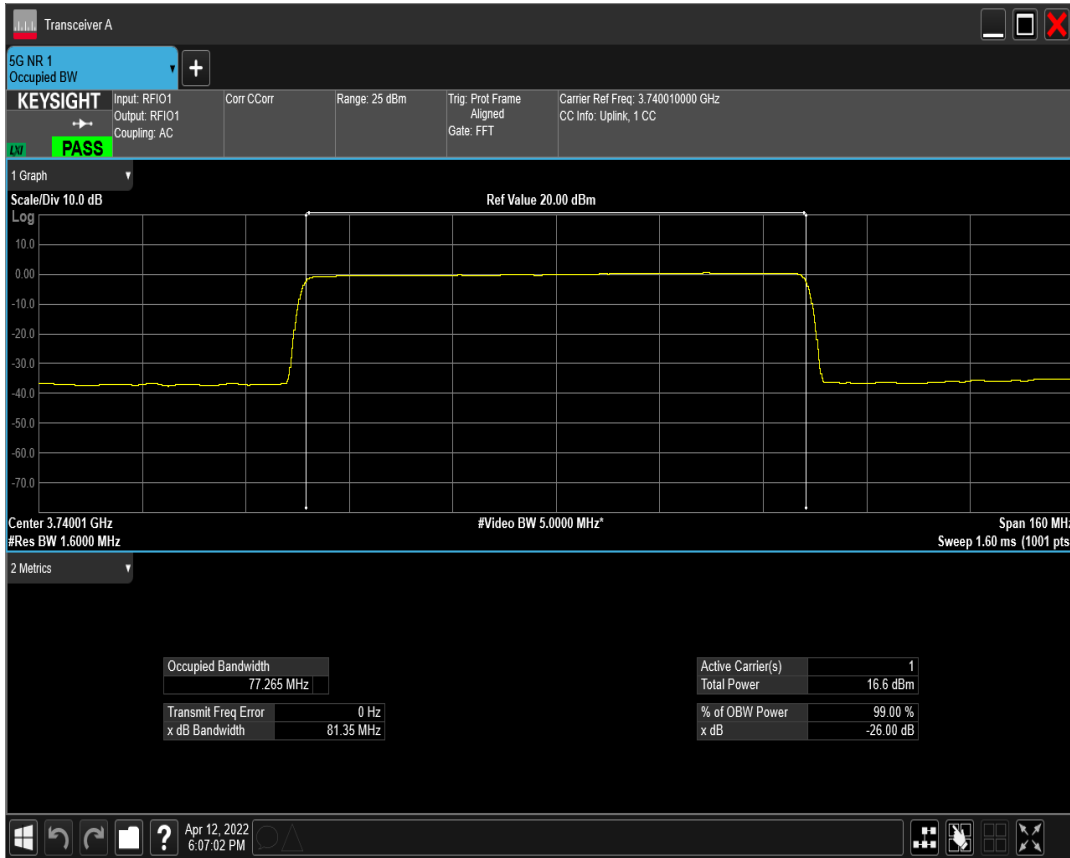 Transceiver A
5G NR 1
Occupied BW
+
KEYSIGHT
LXI
PASS
Input: RFIO1
Output: RFIO1
Coupling: AC
Corr CCorr
Range: 25 dBm
Trig: Prot Frame
Aligned
Gate: FFT
Carrier Ref Freq: 3.740010000 GHz
CC Info: Uplink, 1 CC
1 Graph
Scale/Div 10.0 dB
Ref Value 20.00 dBm
Log
10.0
0.00
-10.0
-20.0
-30.0
-40.0
-50.0
-60.0
-70.0
Center 3.74001 GHz
#Video BW 5.0000 MHz*
Span 160 MHz
#Res BW 1.6000 MHz
Sweep 1.60 ms (1001 pts
2 Metrics
Occupied Bandwidth
77.265 MHz
Transmit Freq Error 0 Hz
x dB Bandwidth 81.35 MHz
Active Carrier(s) 1
Total Power 16.6 dBm
% of OBW Power 99.00 %
x dB -26.00 dB
?
Apr 12, 2022
6:07:02 PM